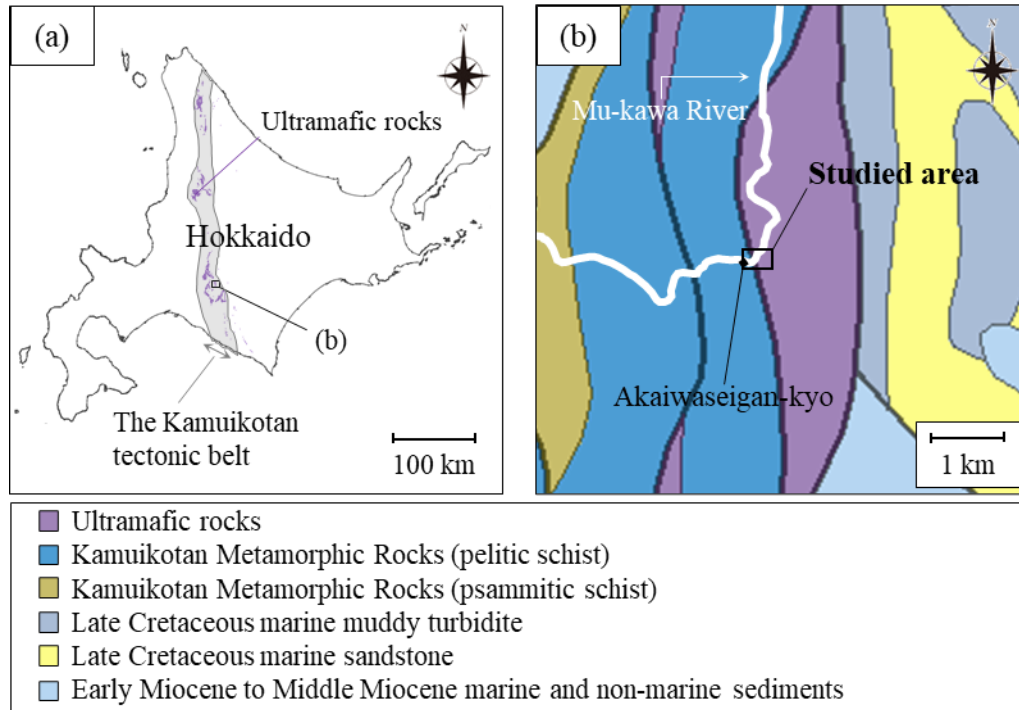 (a)
N
Ultramafic rocks
Hokkaido
(b)
The Kamuikotan
tectonic belt
100 km
(b)
N
Mu-kawa River
Studied area
Akaiwaseigan-kyo
1 km
Ultramafic rocks
Kamuikotan Metamorphic Rocks (pelitic schist)
Kamuikotan Metamorphic Rocks (psammitic schist)
Late Cretaceous marine muddy turbidite
Late Cretaceous marine sandstone
Early Miocene to Middle Miocene marine and non-marine sediments